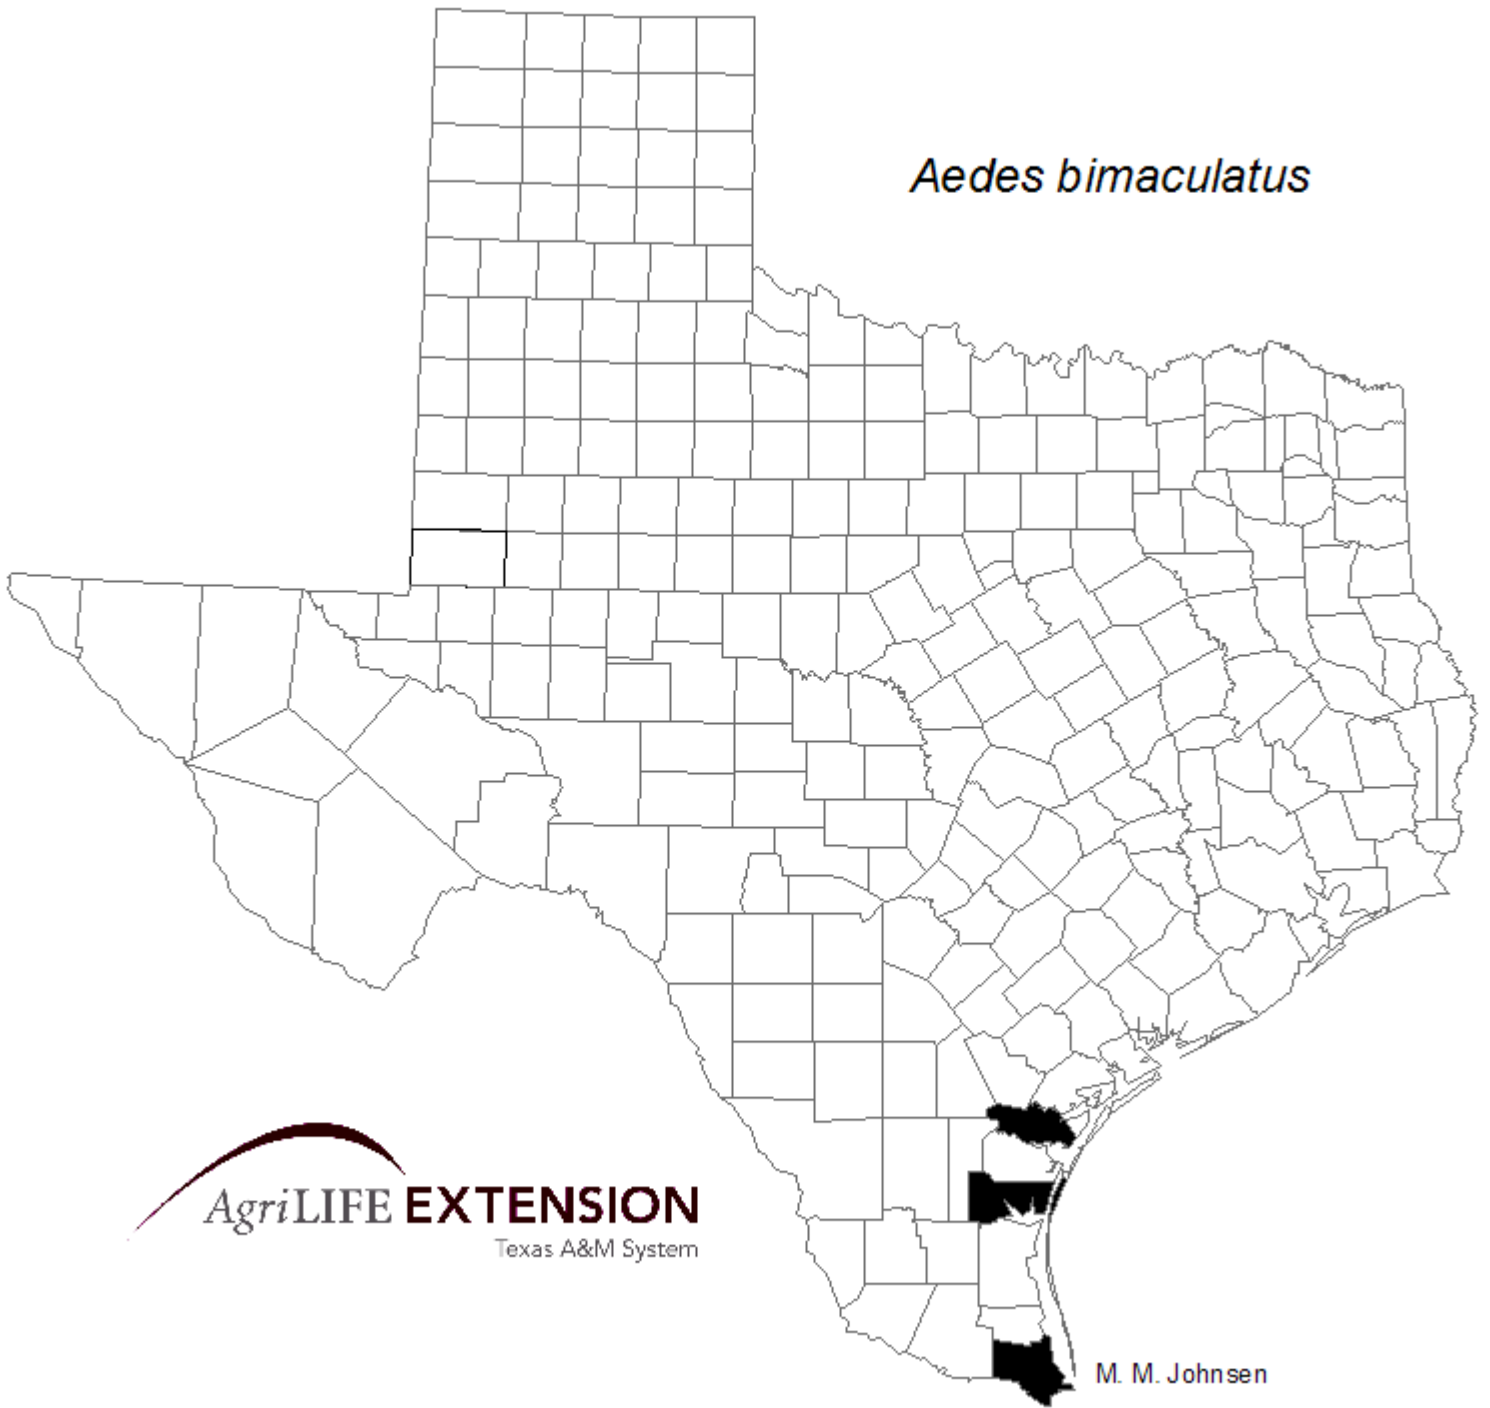 Aedes bimaculatus
AgriLIFE EXTENSION
Texas A&M System
M. M. Johnsen